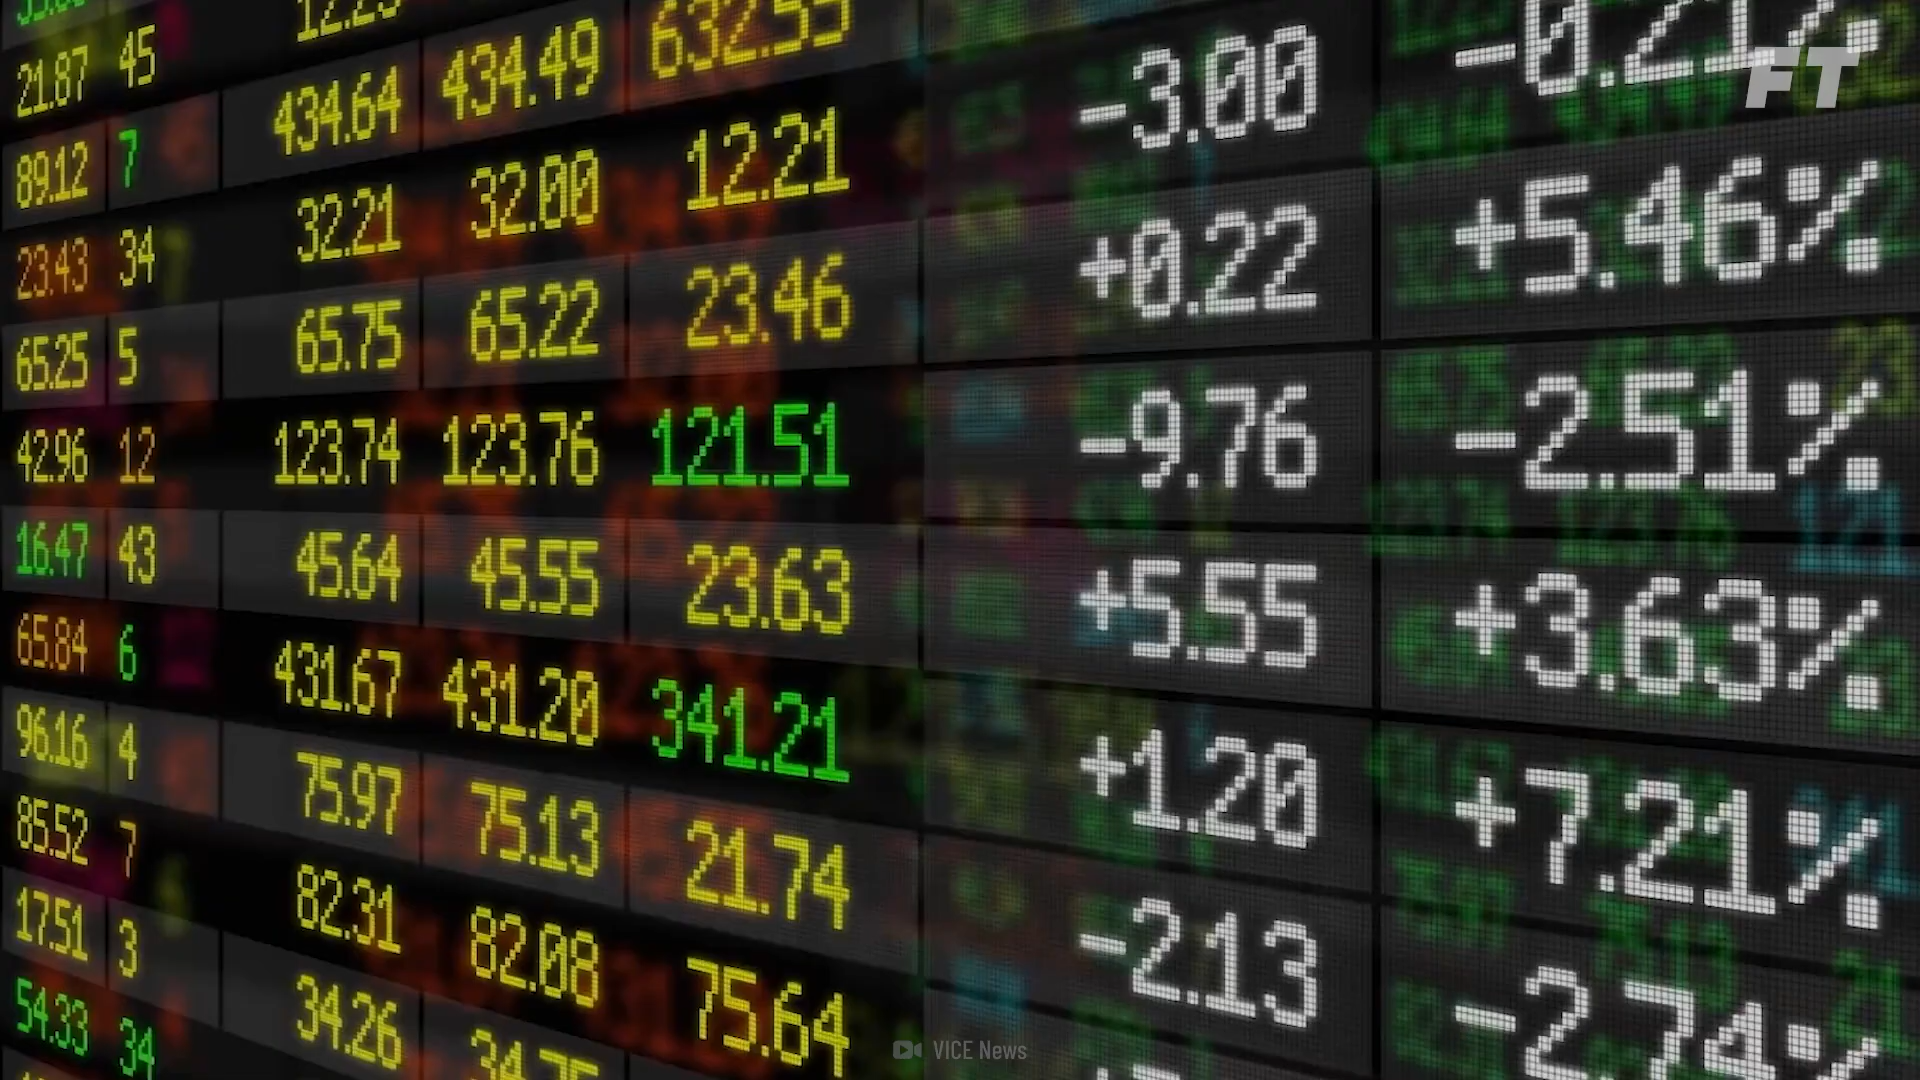 12.23
21.87 45 434.64 434.49 632.55 -3.00 -0.21%
FT
89.12 7 32.21 32.00 12.21 +0.22 +5.46%
23.43 34 65.75 65.22 23.46 -9.76 -2.51%
65.25 5 123.74 123.76 121.51 +5.55 +3.63%
42.96 12 45.64 45.55 23.63 +1.20 +7.21%
16.47 43 431.67 431.20 341.21 -2.13 -2.74%
65.84 6 75.97 75.13 21.74
96.16 4 82.31 82.08 75.64
85.52 7 34.26 34.75
17.51 3
54.33 34
VICE News